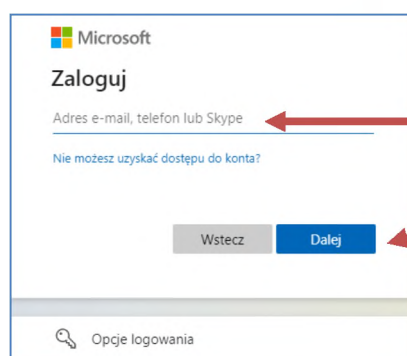 Microsoft
Zaloguj
Adres e-mail, telefon lub Skype
Nie możesz uzyskać dostępu do konta?
Wstecz
Dalej
Opcje logowania